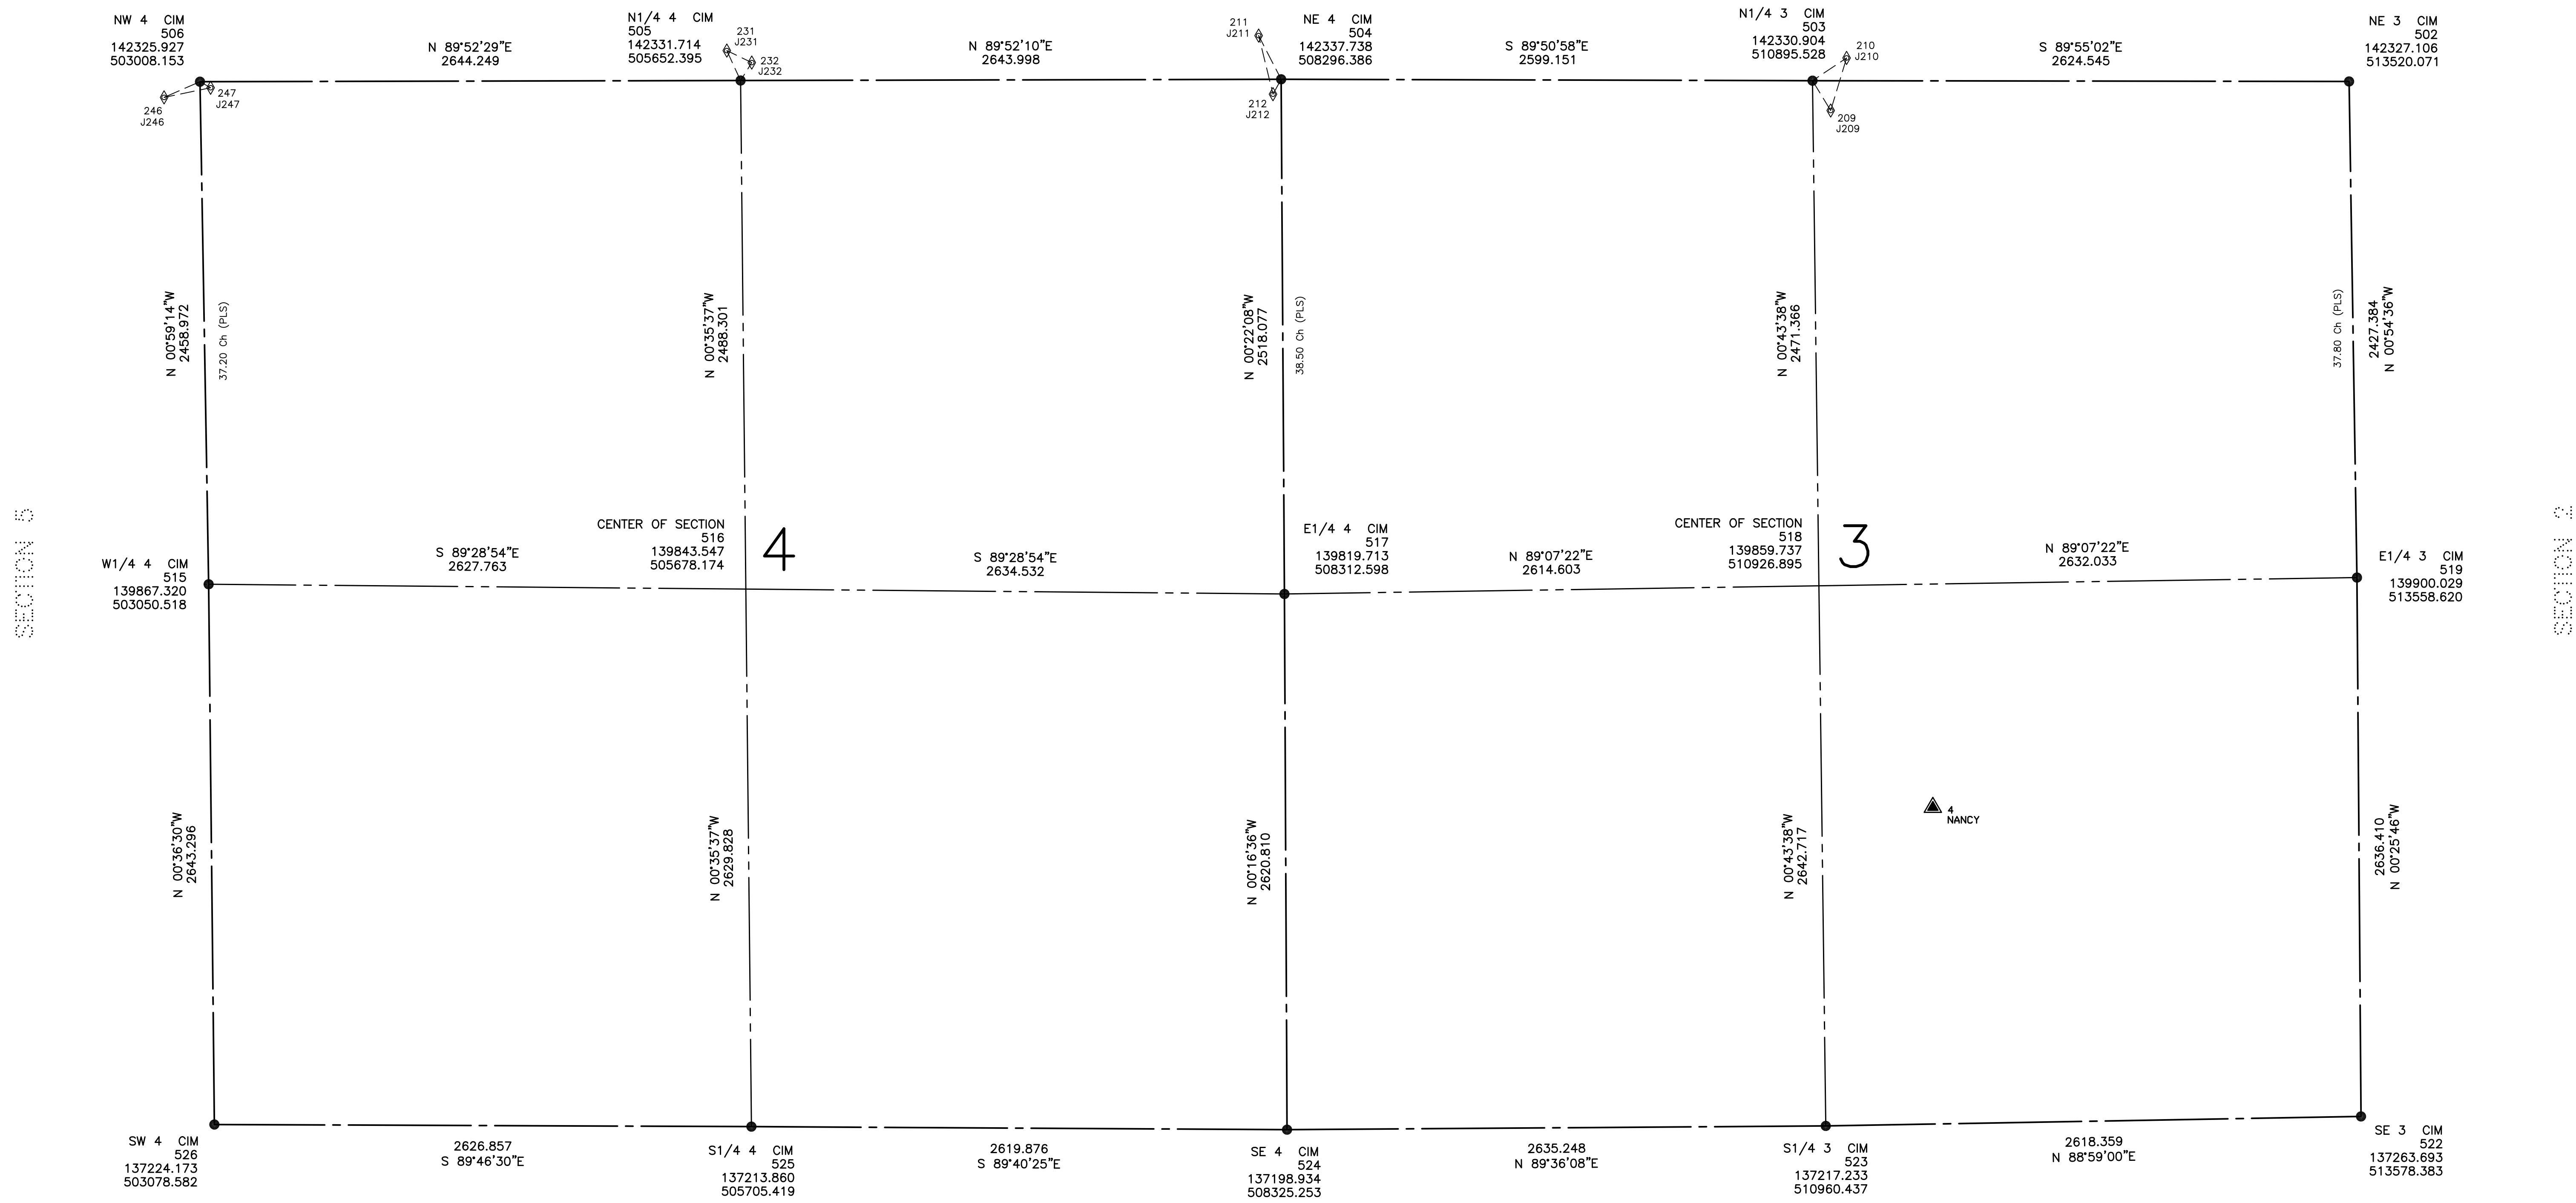 NW 4 CIM
506
142325.927
503008.153
N 89°52'29"E
2644.249
N1/4 4 CIM
505
142331.714
505652.395
231
J231
232
J232
N 89°52'10"E
2643.998
211
J211
NE 4 CIM
504
142337.738
508296.386
S 89°50'58"E
2599.151
N1/4 3 CIM
503
142330.904
510895.528
210
J210
S 89°55'02"E
2624.545
NE 3 CIM
502
142327.106
513520.071
246
J246
247
J247
212
J212
209
J209
N 00°59'14"W
2458.972
37.20 Ch (PLS)
N 00°35'37"W
2488.301
N 00°22'08"W
2518.077
38.50 Ch (PLS)
N 00°43'38"W
2471.366
37.80 Ch (PLS)
2427.384
N 00°54'36"W
SECTION 5
W1/4 4 CIM
515
139867.320
503050.518
S 89°28'54"E
2627.763
CENTER OF SECTION
516
139843.547
505678.174
4
S 89°28'54"E
2634.532
E1/4 4 CIM
517
139819.713
508312.598
N 89°07'22"E
2614.603
CENTER OF SECTION
518
139859.737
510926.895
3
N 89°07'22"E
2632.033
E1/4 3 CIM
519
139900.029
513558.620
SECTION 2
N 00°36'30"W
2643.296
N 00°35'37"W
2629.828
N 00°16'36"W
2620.810
N 00°43'38"W
2642.717
4
NANCY
2636.410
N 00°25'46"W
SW 4 CIM
526
137224.173
503078.582
2626.857
S 89°46'30"E
S1/4 4 CIM
525
137213.860
505705.419
2619.876
S 89°40'25"E
SE 4 CIM
524
137198.934
508325.253
2635.248
N 89°36'08"E
S1/4 3 CIM
523
137217.233
510960.437
2618.359
N 88°59'00"E
SE 3 CIM
522
137263.693
513578.383